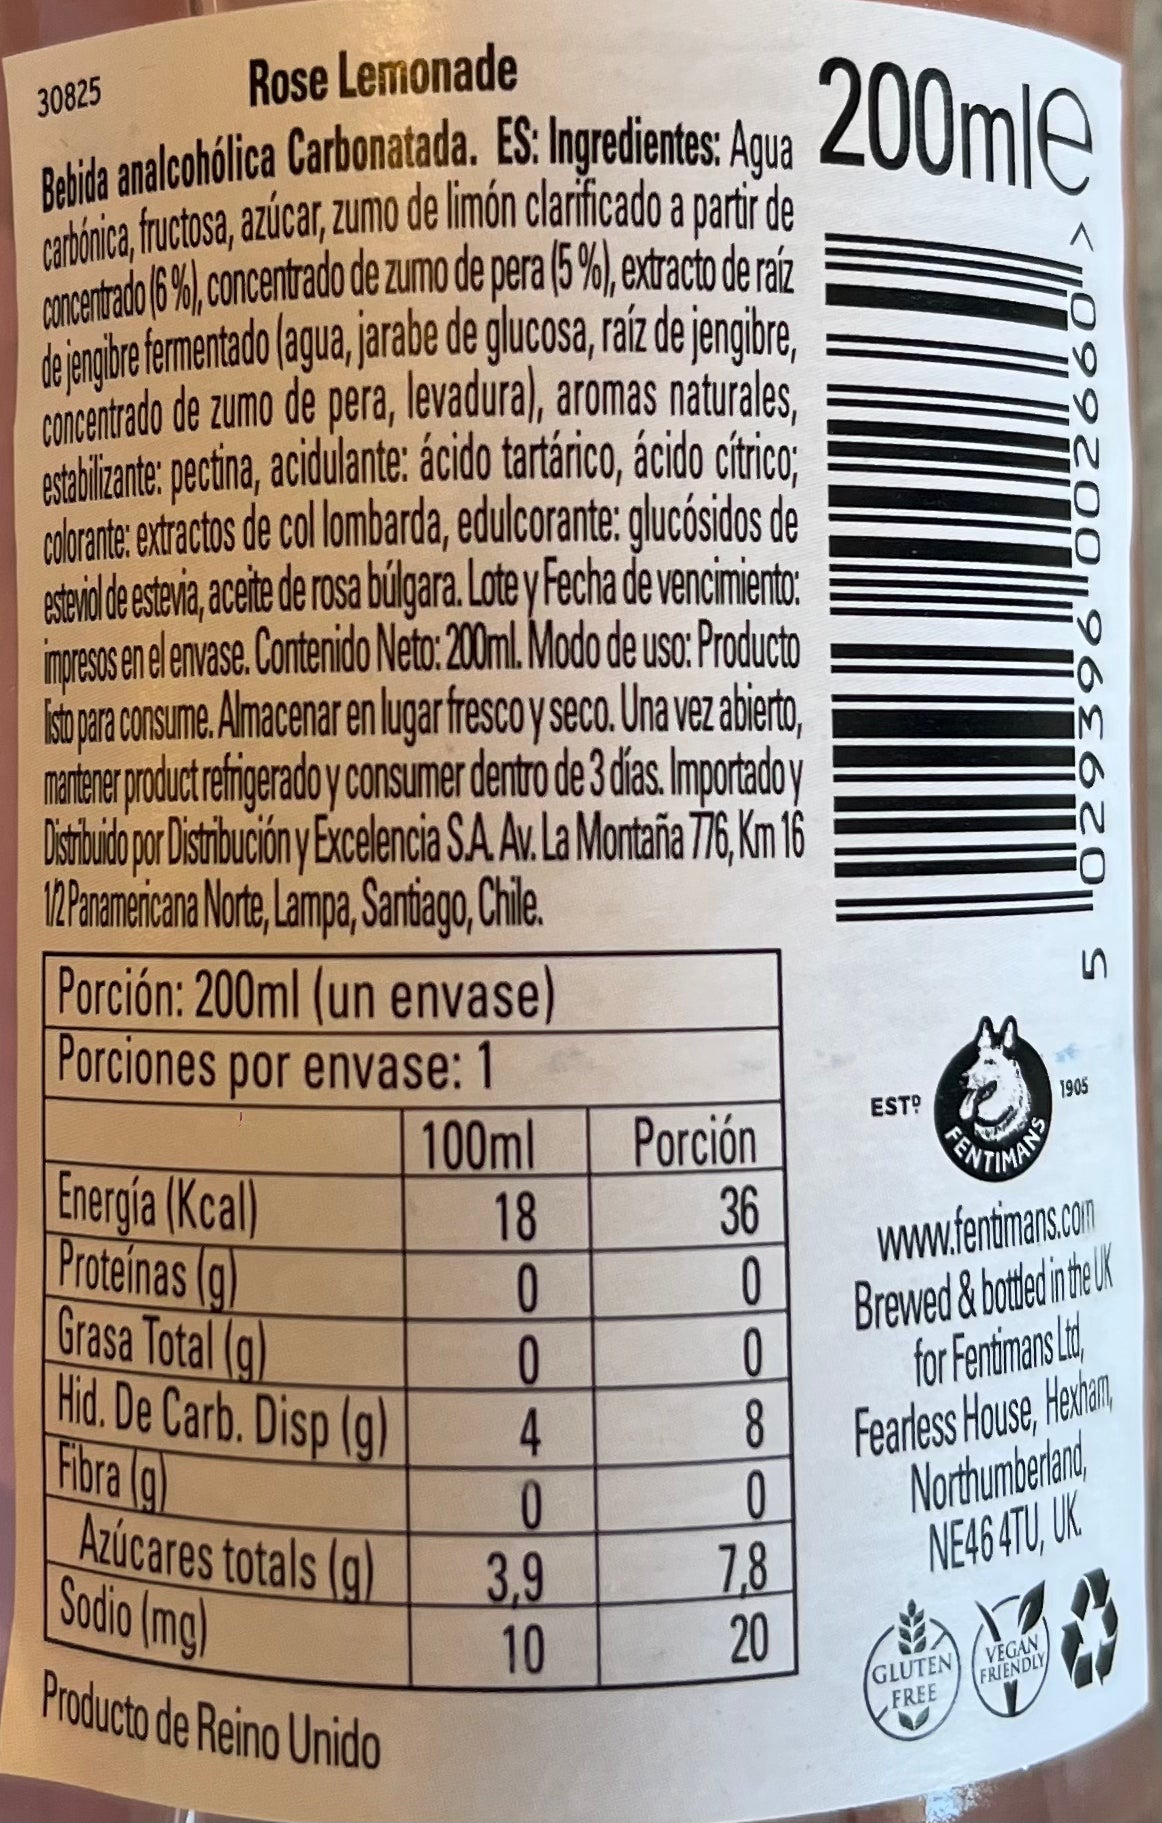 30825
Rose Lemonade
Bebida analcohólica Carbonatada. ES: Ingredientes: Agua
carbónica, fructosa, azúcar, zumo de limón clarificado a partir de
concentrado (6 %), concentrado de zumo de pera (5 %), extracto de raíz
de jengibre fermentado (agua, jarabe de glucosa, raíz de jengibre,
concentrado de zumo de pera, levadura), aromas naturales,
estabilizante: pectina, acidulante: ácido tartárico, ácido cítrico;
colorante: extractos de col lombarda, edulcorante: glucósidos de
esteviol de estevia, aceite de rosa búlgara. Lote y Fecha de vencimiento:
impresos en el envase. Contenido Neto: 200ml. Modo de uso: Producto
listo para consume. Almacenar en lugar fresco y seco. Una vez abierto,
mantener product refrigerado y consumer dentro de 3 días. Importado y
Distribuido por Distribución y Excelencia S.A. Av. La Montaña 776, Km 16
1/2 Panamericana Norte, Lampa, Santiago, Chile.
Porción: 200ml (un envase)
Porciones por envase: 1
100ml Porción
Energía (Kcal) 18 36
Proteínas (g) 0 0
Grasa Total (g) 0 0
Hid. De Carb. Disp (g) 4 8
Fibra (g) 0 0
Azúcares totals (g) 3,9 7,8
Sodio (mg) 10 20
Producto de Reino Unido
200ml e
5 029396 002660 >
ESTD 1905
FENTIMANS
www.fentimans.com
Brewed & bottled in the UK
for Fentimans Ltd,
Fearless House, Hexham,
Northumberland,
NE46 4TU, UK.
GLUTEN
FREE
VEGAN
FRIENDLY